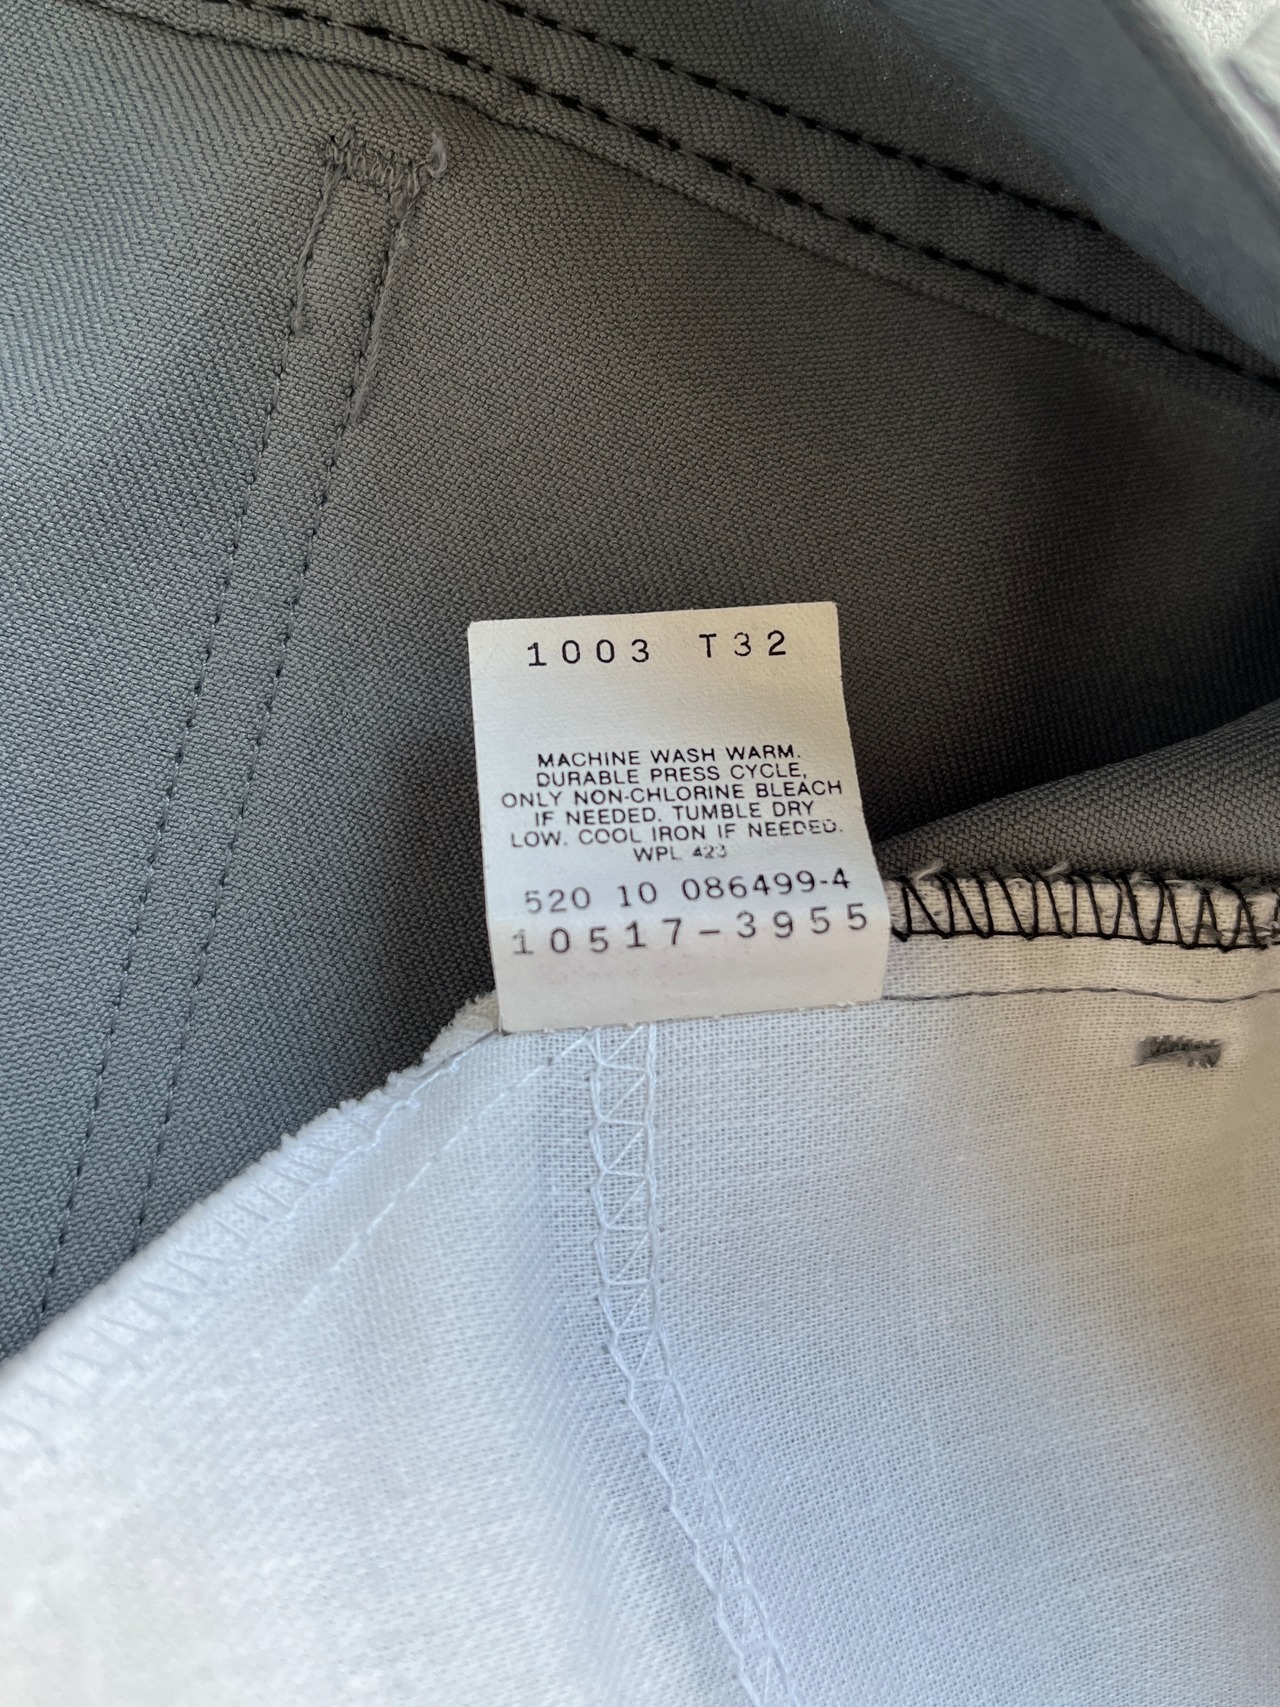 1003 T32
MACHINE WASH WARM.
DURABLE PRESS CYCLE,
ONLY NON-CHLORINE BLEACH
IF NEEDED. TUMBLE DRY
LOW. COOL IRON IF NEEDED.
WPL 423
520 10 086499-4
10517-3955